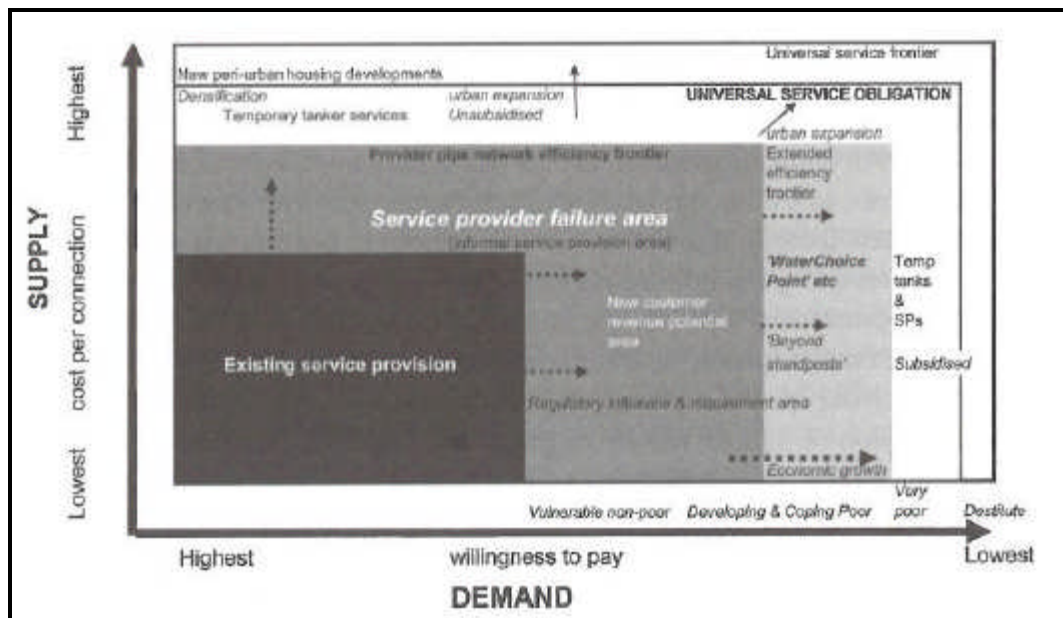 Universal service frontier
New peri-urban housing developments
Densification
urban expansion
UNIVERSAL SERVICE OBLIGATION
Temporary tanker services
Unsubsidised
urban expansion
Provider pipe network efficiency frontier
Extended
efficiency
frontier
Service provider failure area
(informal service provision area)
'WaterChoice
Point' etc
Temp
tanks
&
SPs
New customer
revenue potential
area
'Beyond
standposts'
Existing service provision
Subsidised
Regulatory influence & requirement area
Economic growth
Vulnerable non-poor
Developing & Coping Poor
Very
poor
Destitute
SUPPLY
cost per connection
Highest
Lowest
Highest
willingness to pay
Lowest
DEMAND